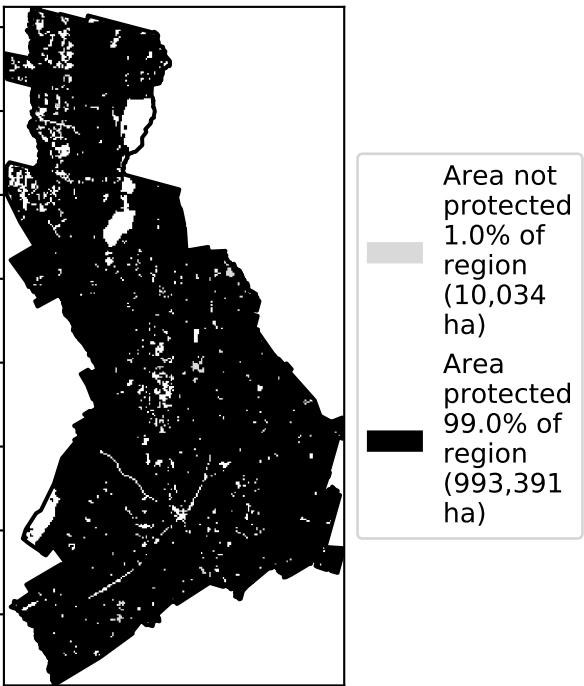 Area not
protected
1.0% of
region
(10,034
ha)
Area
protected
99.0% of
region
(993,391
ha)